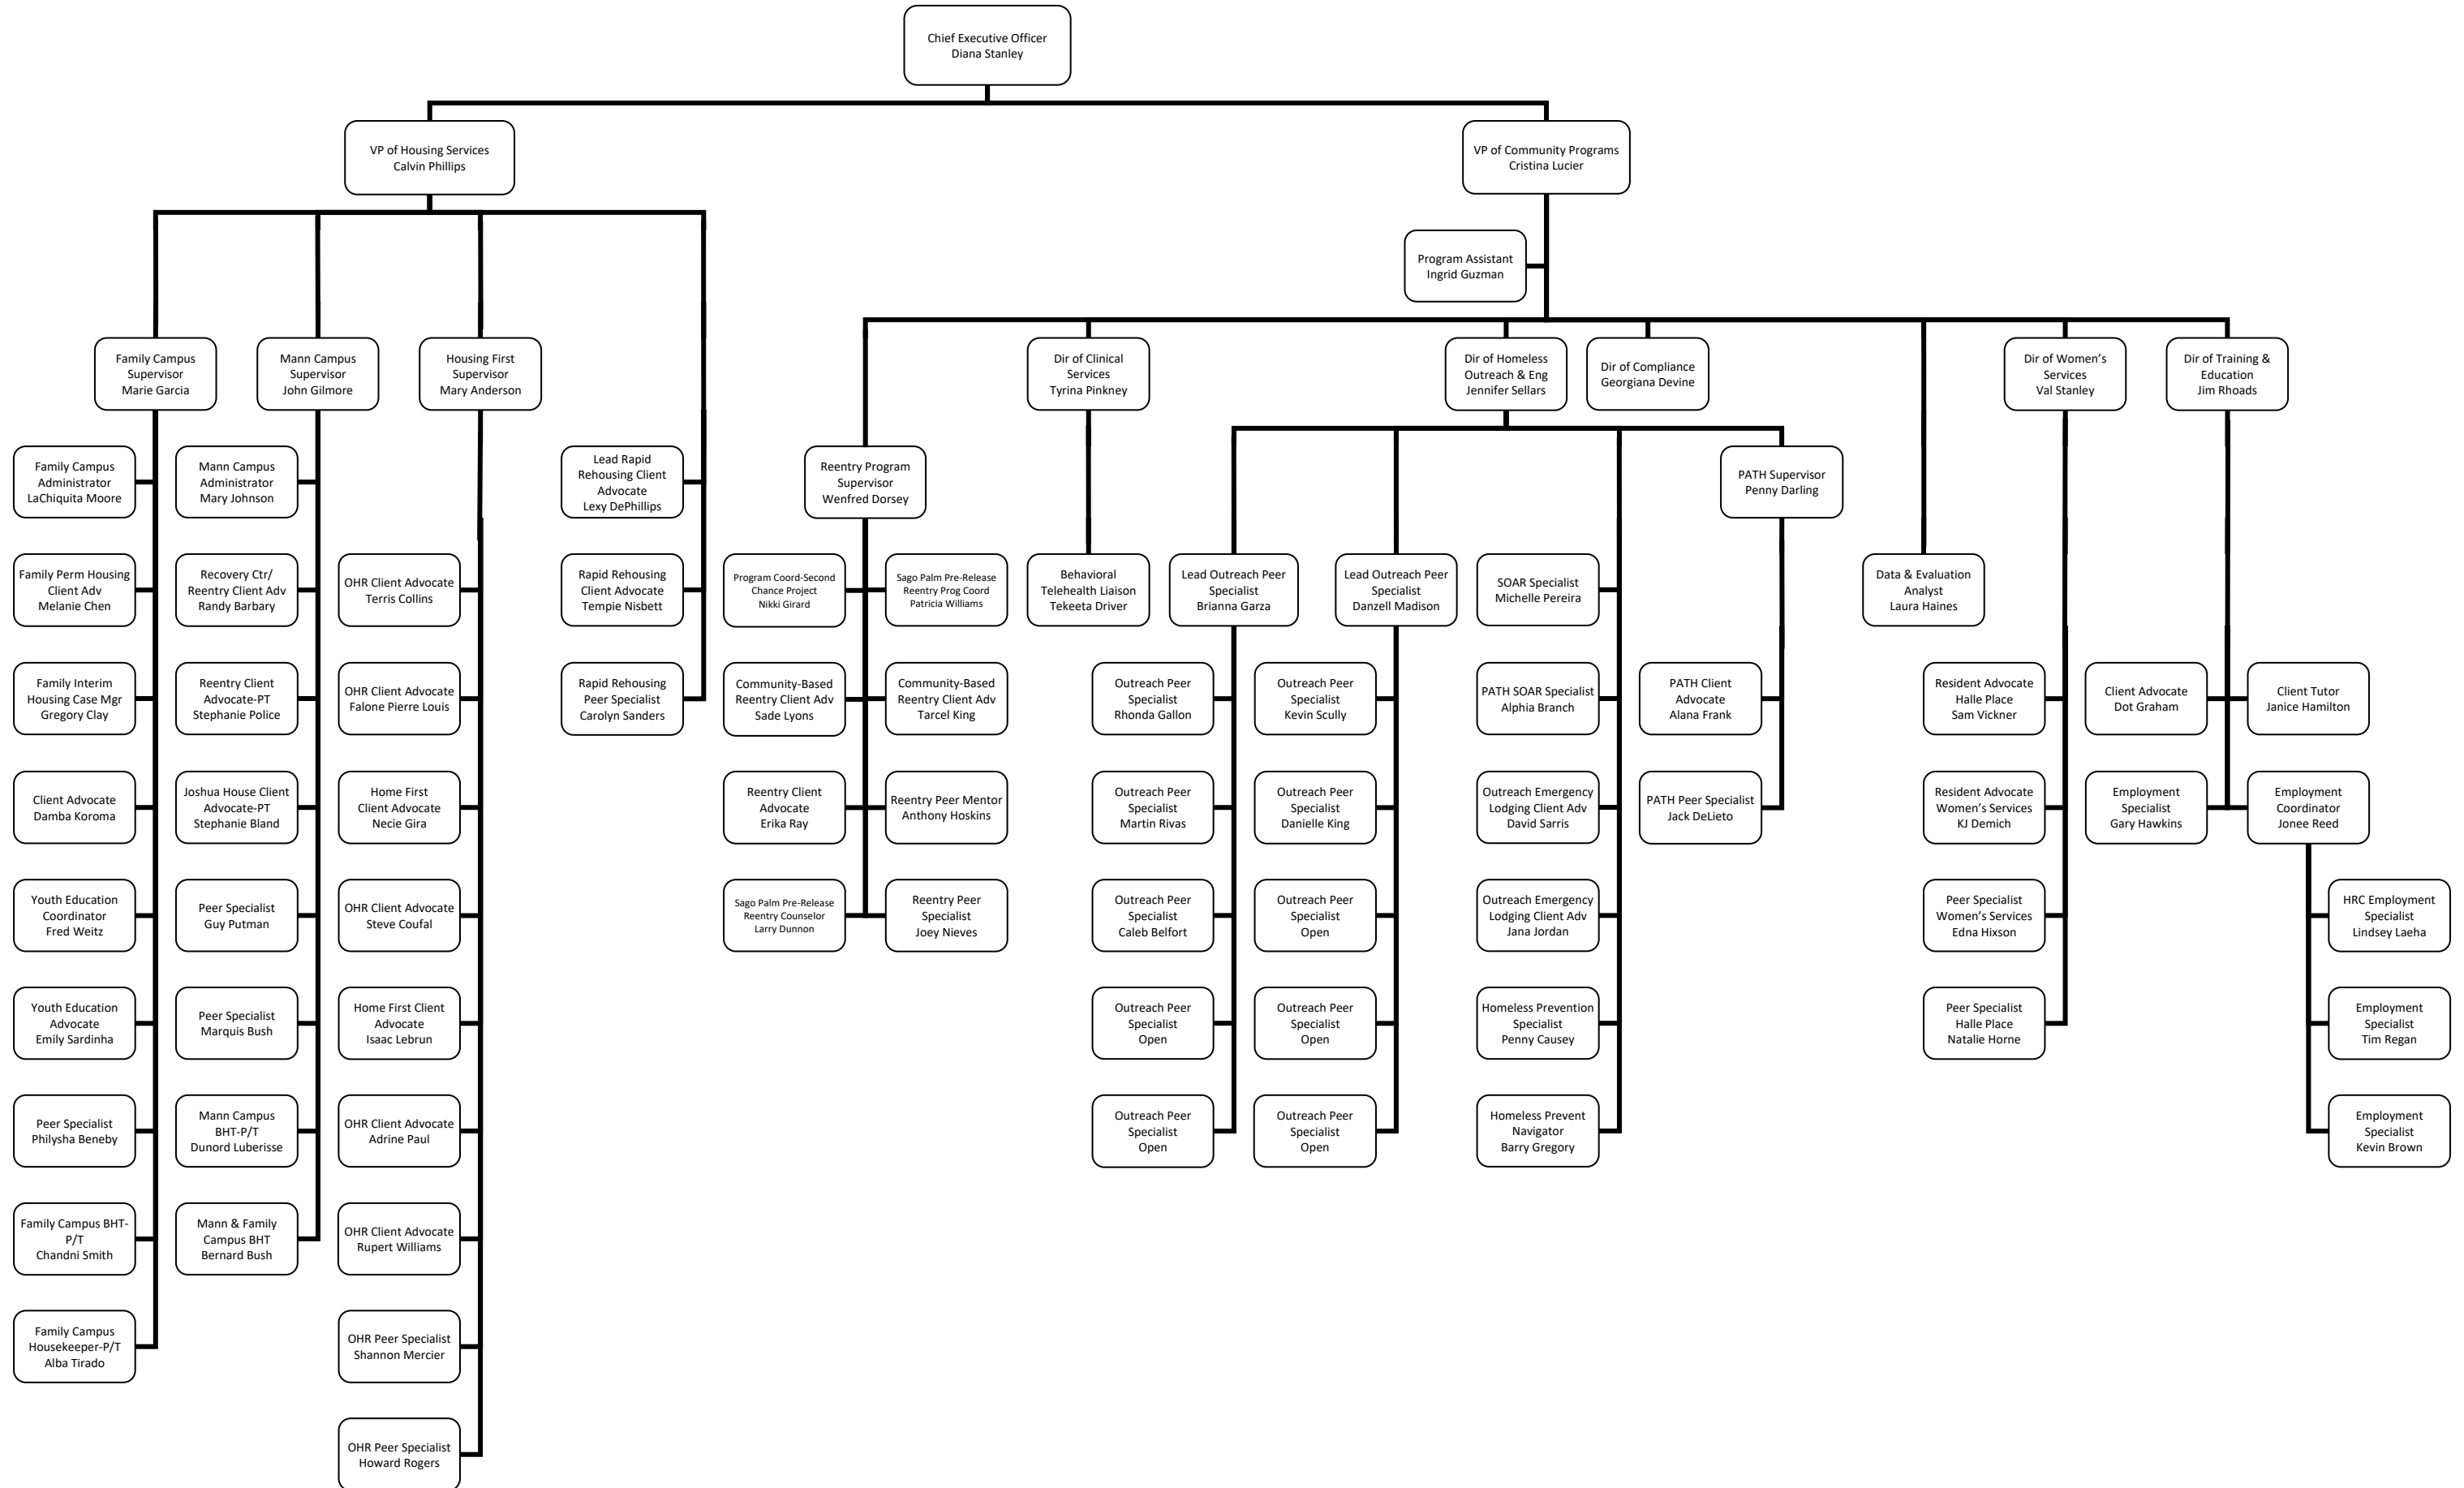 Chief Executive Officer
Diana Stanley
VP of Housing Services
Calvin Phillips
VP of Community Programs
Cristina Lucier
Program Assistant
Ingrid Guzman
Family Campus
Supervisor
Marie Garcia
Mann Campus
Supervisor
John Gilmore
Housing First
Supervisor
Mary Anderson
Dir of Clinical
Services
Tyrina Pinkney
Dir of Homeless
Outreach & Eng
Jennifer Sellars
Dir of Compliance
Georgiana Devine
Dir of Women’s
Services
Val Stanley
Dir of Training &
Education
Jim Rhoads
Family Campus
Administrator
LaChiquita Moore
Mann Campus
Administrator
Mary Johnson
Lead Rapid
Rehousing Client
Advocate
Lexy DePhillips
Reentry Program
Supervisor
Wenfred Dorsey
PATH Supervisor
Penny Darling
Family Perm Housing
Client Adv
Melanie Chen
Recovery Ctr/
Reentry Client Adv
Randy Barbary
OHR Client Advocate
Terris Collins
Rapid Rehousing
Client Advocate
Tempie Nisbett
Program Coord-Second
Chance Project
Nikki Girard
Sago Palm Pre-Release
Reentry Prog Coord
Patricia Williams
Behavioral
Telehealth Liaison
Tekeeta Driver
Lead Outreach Peer
Specialist
Brianna Garza
Lead Outreach Peer
Specialist
Danzell Madison
SOAR Specialist
Michelle Pereira
Data & Evaluation
Analyst
Laura Haines
Family Interim
Housing Case Mgr
Gregory Clay
Reentry Client
Advocate-PT
Stephanie Police
OHR Client Advocate
Falone Pierre Louis
Rapid Rehousing
Peer Specialist
Carolyn Sanders
Community-Based
Reentry Client Adv
Sade Lyons
Community-Based
Reentry Client Adv
Tarcel King
Outreach Peer
Specialist
Rhonda Gallon
Outreach Peer
Specialist
Kevin Scully
PATH SOAR Specialist
Alphia Branch
PATH Client
Advocate
Alana Frank
Resident Advocate
Halle Place
Sam Vickner
Client Advocate
Dot Graham
Client Tutor
Janice Hamilton
Client Advocate
Damba Koroma
Joshua House Client
Advocate-PT
Stephanie Bland
Home First
Client Advocate
Necie Gira
Reentry Client
Advocate
Erika Ray
Reentry Peer Mentor
Anthony Hoskins
Outreach Peer
Specialist
Martin Rivas
Outreach Peer
Specialist
Danielle King
Outreach Emergency
Lodging Client Adv
David Sarris
PATH Peer Specialist
Jack DeLieto
Resident Advocate
Women’s Services
KJ Demich
Employment
Specialist
Gary Hawkins
Employment
Coordinator
Jonee Reed
Youth Education
Coordinator
Fred Weitz
Peer Specialist
Guy Putman
OHR Client Advocate
Steve Coufal
Sago Palm Pre-Release
Reentry Counselor
Larry Dunnon
Reentry Peer
Specialist
Joey Nieves
Outreach Peer
Specialist
Caleb Belfort
Outreach Peer
Specialist
Open
Outreach Emergency
Lodging Client Adv
Jana Jordan
Peer Specialist
Women’s Services
Edna Hixson
HRC Employment
Specialist
Lindsey Laeha
Youth Education
Advocate
Emily Sardinha
Peer Specialist
Marquis Bush
Home First Client
Advocate
Isaac Lebrun
Outreach Peer
Specialist
Open
Outreach Peer
Specialist
Open
Homeless Prevention
Specialist
Penny Causey
Peer Specialist
Halle Place
Natalie Horne
Employment
Specialist
Tim Regan
Peer Specialist
Philysha Beneby
Mann Campus
BHT-P/T
Dunord Luberisse
OHR Client Advocate
Adrine Paul
Outreach Peer
Specialist
Open
Outreach Peer
Specialist
Open
Homeless Prevent
Navigator
Barry Gregory
Employment
Specialist
Kevin Brown
Family Campus BHT-
P/T
Chandni Smith
Mann & Family
Campus BHT
Bernard Bush
OHR Client Advocate
Rupert Williams
Family Campus
Housekeeper-P/T
Alba Tirado
OHR Peer Specialist
Shannon Mercier
OHR Peer Specialist
Howard Rogers